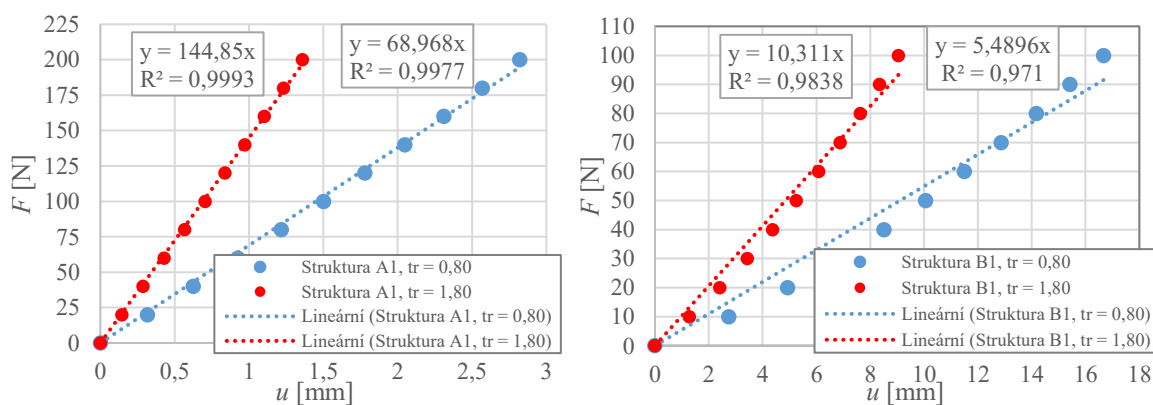 y = 144,85x
R² = 0,9993
y = 68,968x
R² = 0,9977
F [N]
225
200
175
150
125
100
75
50
25
0
Struktura A1, tr = 0,80
Struktura A1, tr = 1,80
Lineární (Struktura A1, tr = 0,80)
Lineární (Struktura A1, tr = 1,80)
0 0,5 1 1,5 2 2,5 3
u [mm]
y = 10,311x
R² = 0,9838
y = 5,4896x
R² = 0,971
F [N]
110
100
90
80
70
60
50
40
30
20
10
0
Struktura B1, tr = 0,80
Struktura B1, tr = 1,80
Lineární (Struktura B1, tr = 0,80)
Lineární (Struktura B1, tr = 1,80)
0 2 4 6 8 10 12 14 16 18
u [mm]